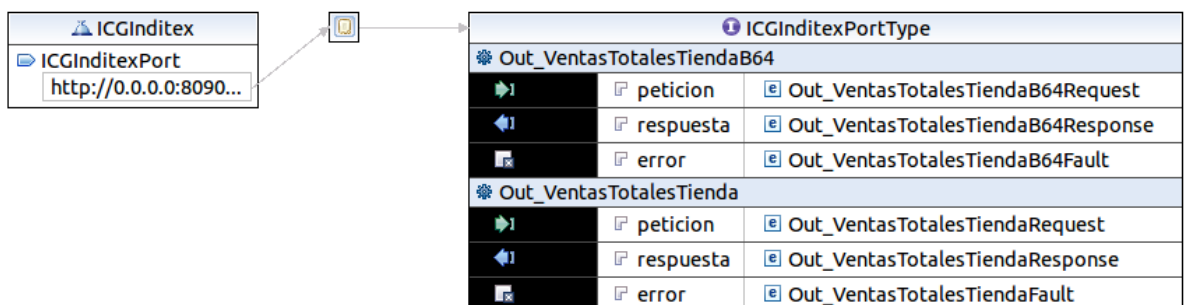 ICGInditex
ICGInditexPort
http://0.0.0.0:8090...
ICGInditexPortType
Out_VentasTotalesTiendaB64
peticion Out_VentasTotalesTiendaB64Request
respuesta Out_VentasTotalesTiendaB64Response
error Out_VentasTotalesTiendaB64Fault
Out_VentasTotalesTienda
peticion Out_VentasTotalesTiendaRequest
respuesta Out_VentasTotalesTiendaResponse
error Out_VentasTotalesTiendaFault